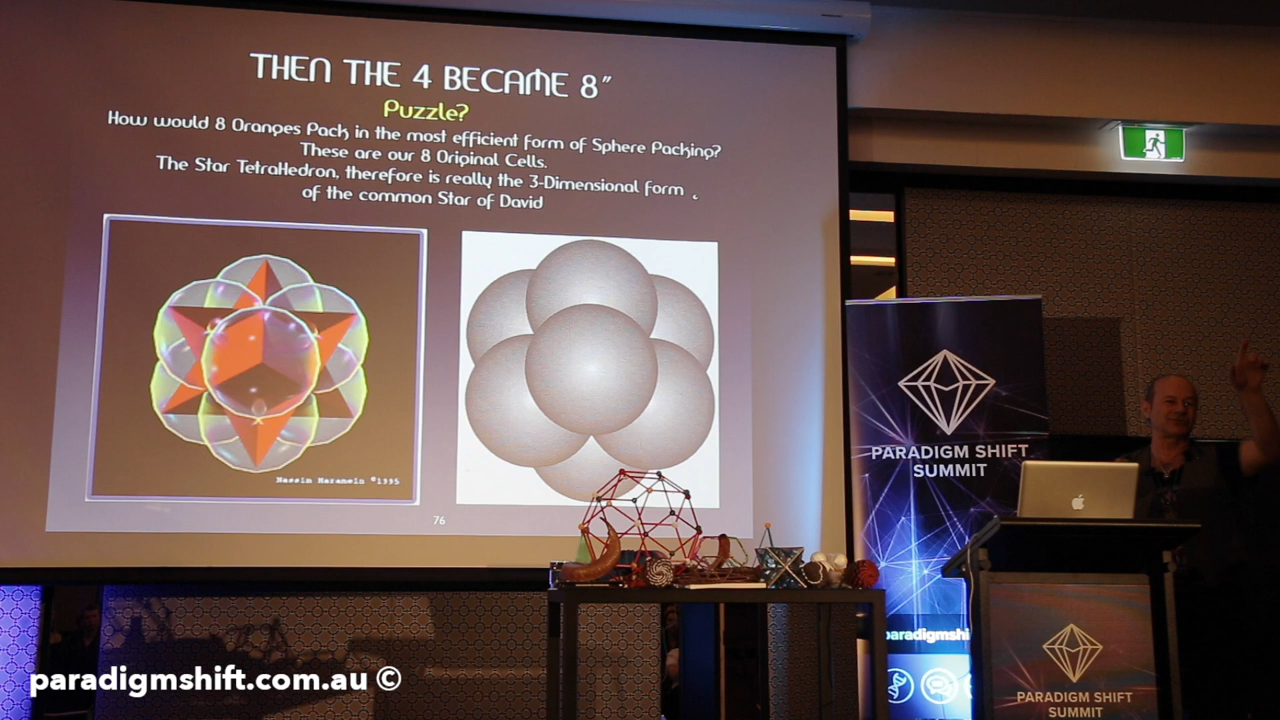 THEN THE 4 BECAME 8"
Puzzle?
How would 8 Oranges Pack in the most efficient form of Sphere Packing?
These are our 8 Original Cells.
The Star TetraHedron, therefore is really the 3-Dimensional form
of the common Star of David
Nassim Haramein ©1995
76
PARADIGM SHIFT
SUMMIT
paradigmshi
PARADIGM SHIFT
SUMMIT
paradigmshift.com.au ©